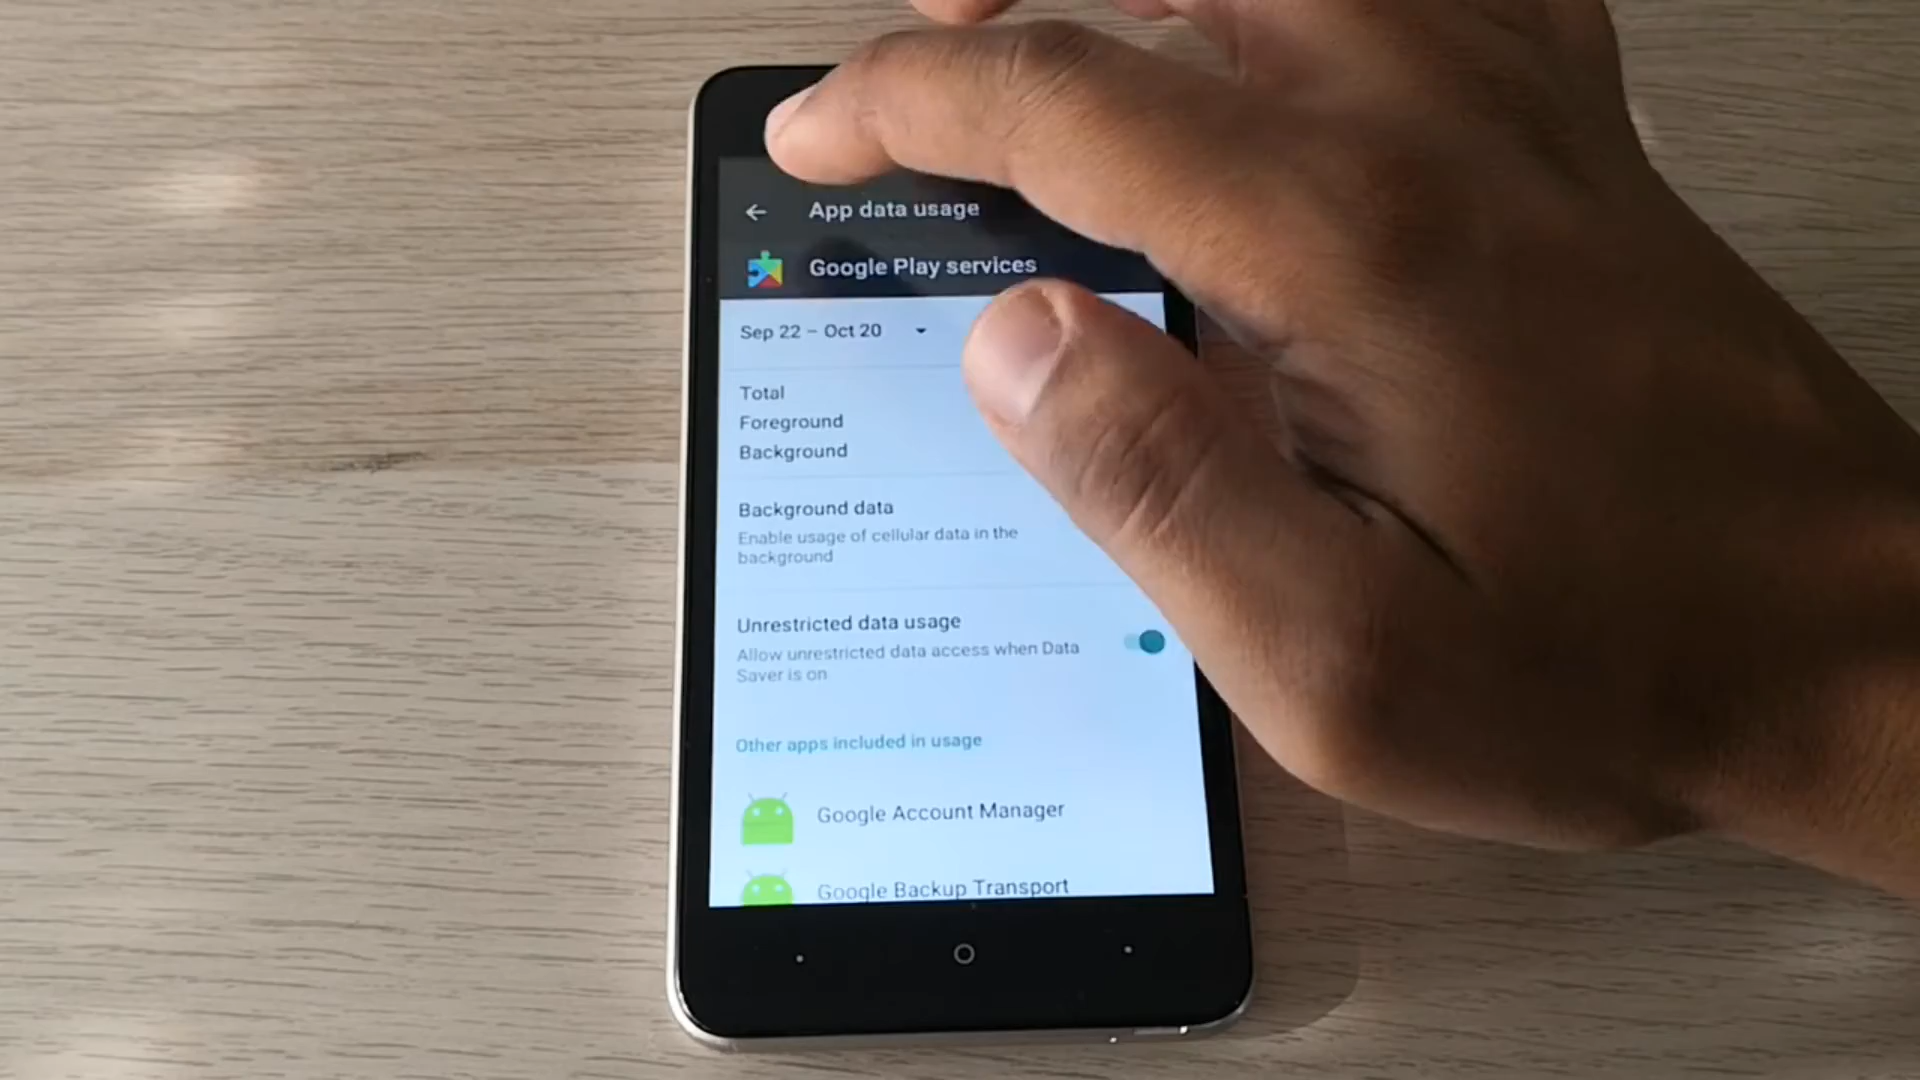 App data usage
Google Play services
Sep 22 – Oct 20
Total
Foreground
Background
Background data
Enable usage of cellular data in the
background
Unrestricted data usage
Allow unrestricted data access when Data
Saver is on
Other apps included in usage
Google Account Manager
Google Backup Transport